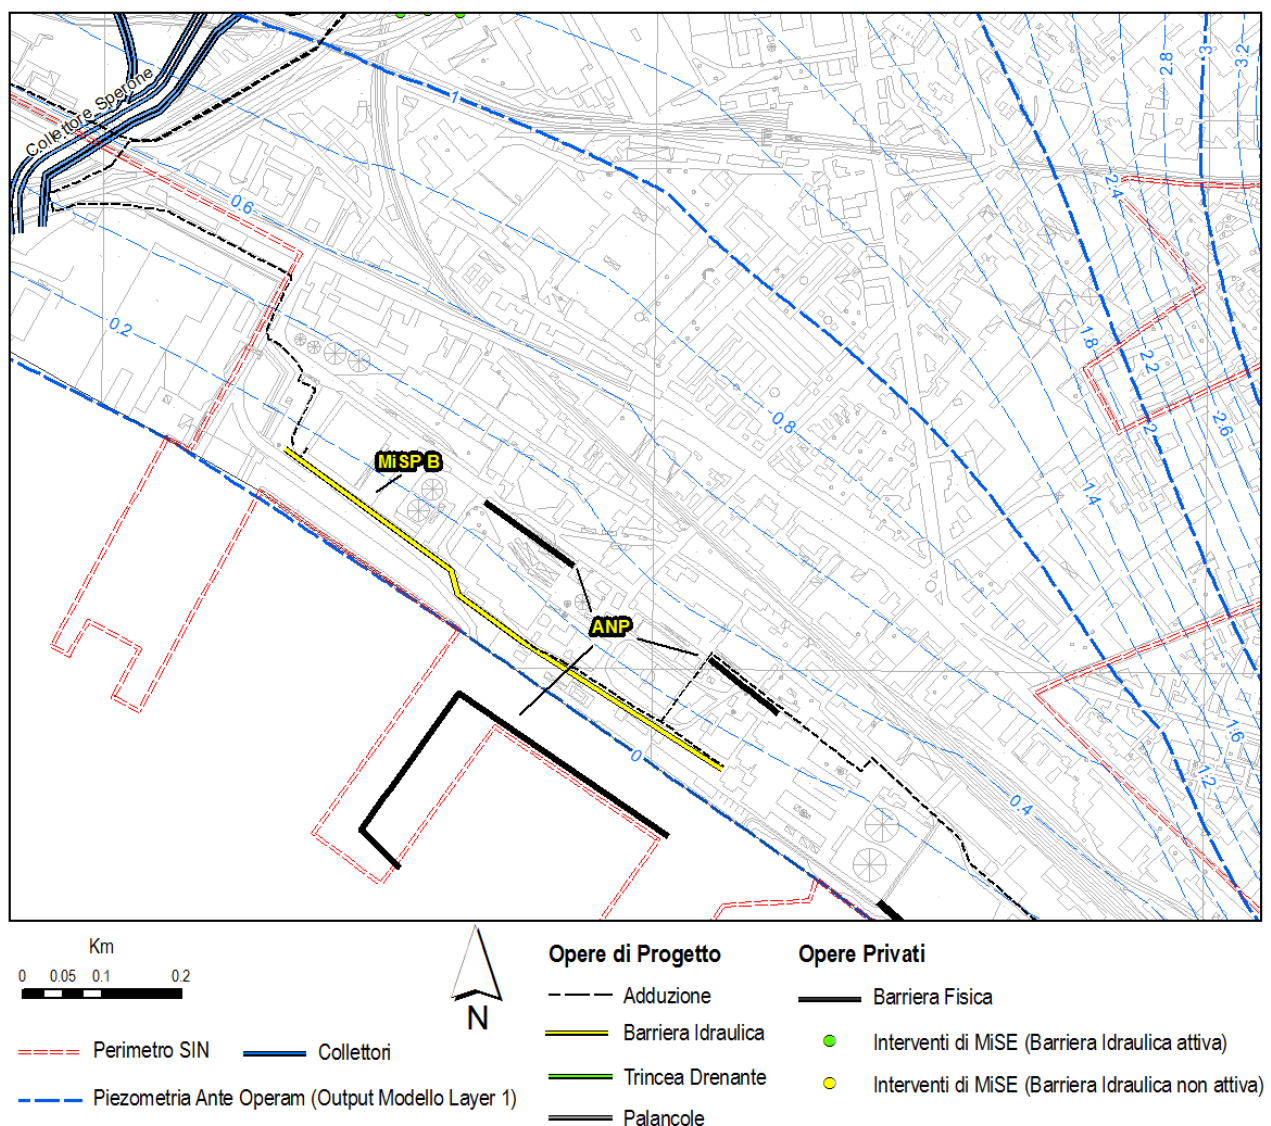 Collettore Sperone
1
0.6
0.2
2.8
3
3.2
2.4
1.8
2.2
2
2.6
0.8
1.4
MiSP B
ANP
0
1.6
1.2
0.4
Km
0 0.05 0.1 0.2
N
Perimetro SIN
Collettori
Piezometria Ante Operam (Output Modello Layer 1)
Opere di Progetto
Adduzione
Barriera Idraulica
Trincea Drenante
Palancole
Opere Privati
Barriera Fisica
Interventi di MiSE (Barriera Idraulica attiva)
Interventi di MiSE (Barriera Idraulica non attiva)